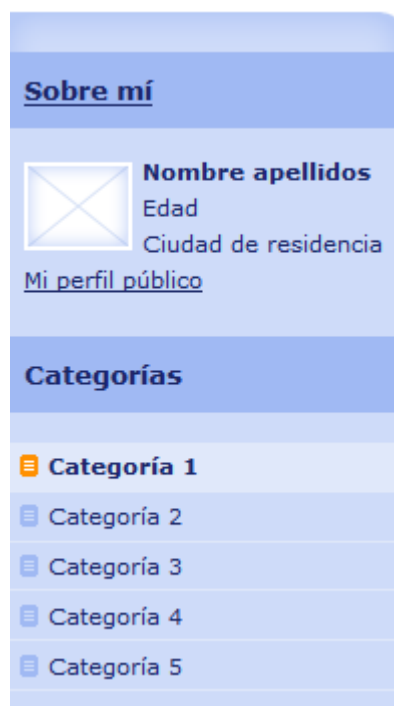 Sobre mí
Nombre apellidos
Edad
Ciudad de residencia
Mi perfil público
Categorías
Categoría 1
Categoría 2
Categoría 3
Categoría 4
Categoría 5